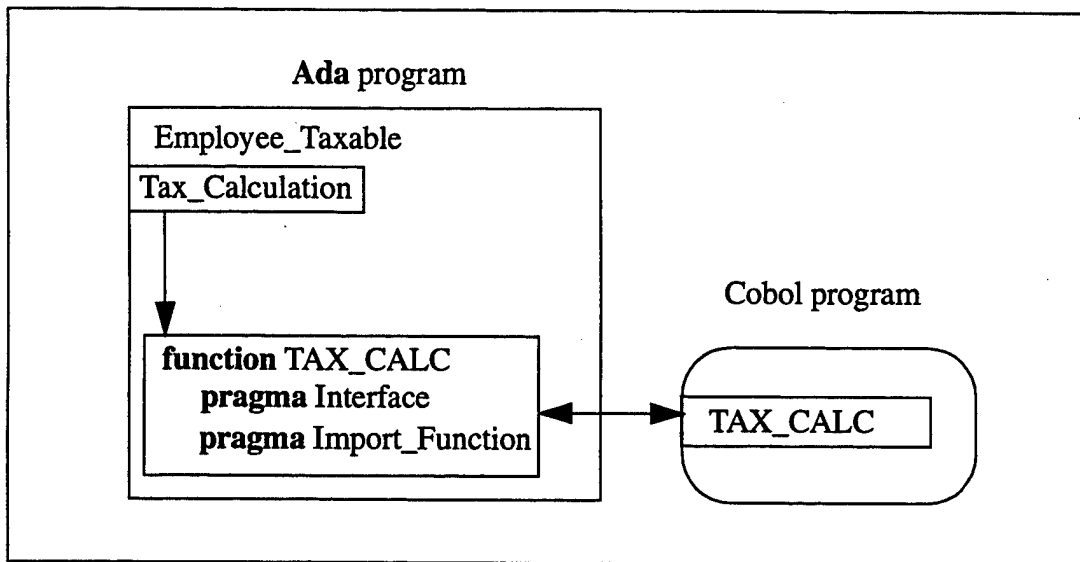 Ada program
Employee_Taxable
Tax_Calculation
function TAX_CALC
pragma Interface
pragma Import_Function
Cobol program
TAX_CALC